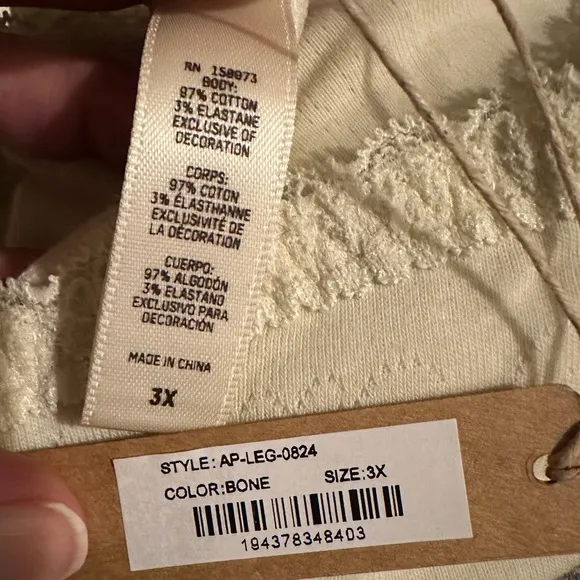 RN 158973
BODY:
97% COTTON
3% ELASTANE
EXCLUSIVE OF
DECORATION
CORPS:
97% COTON
3% ÉLASTHANNE
EXCLUSIVITÉ DE
LA DÉCORATION
CUERPO:
97% ALGODÓN
3% ELASTANO
EXCLUSIVO PARA
DECORACIÓN
MADE IN CHINA
3X
STYLE: AP-LEG-0824
COLOR:BONE SIZE:3X
194378348403